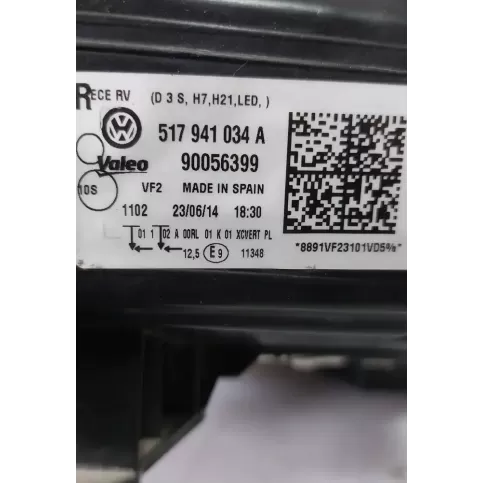 R ECE RV (D 3 S, H7,H21,LED, )
517 941 034 A
Valeo 90056399
10S VF2 MADE IN SPAIN
1102 23/06/14 18:30
01 1 02 A 00RL 01 K 01 XCVERT PL
12,5 E 9 11348
*8891VF23101VD5%*